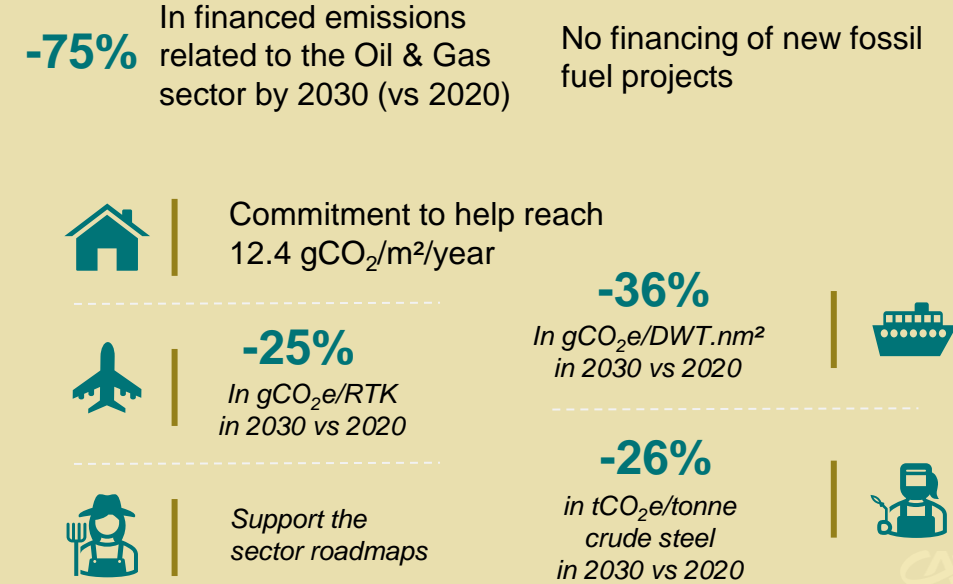 -75%
In financed emissions
related to the Oil & Gas
sector by 2030 (vs 2020)
No financing of new fossil
fuel projects
Commitment to help reach
12.4 gCO₂/m²/year
-25%
In gCO₂e/RTK
in 2030 vs 2020
Support the
sector roadmaps
-36%
In gCO₂e/DWT.nm²
in 2030 vs 2020
-26%
in tCO₂e/tonne
crude steel
in 2030 vs 2020
CA